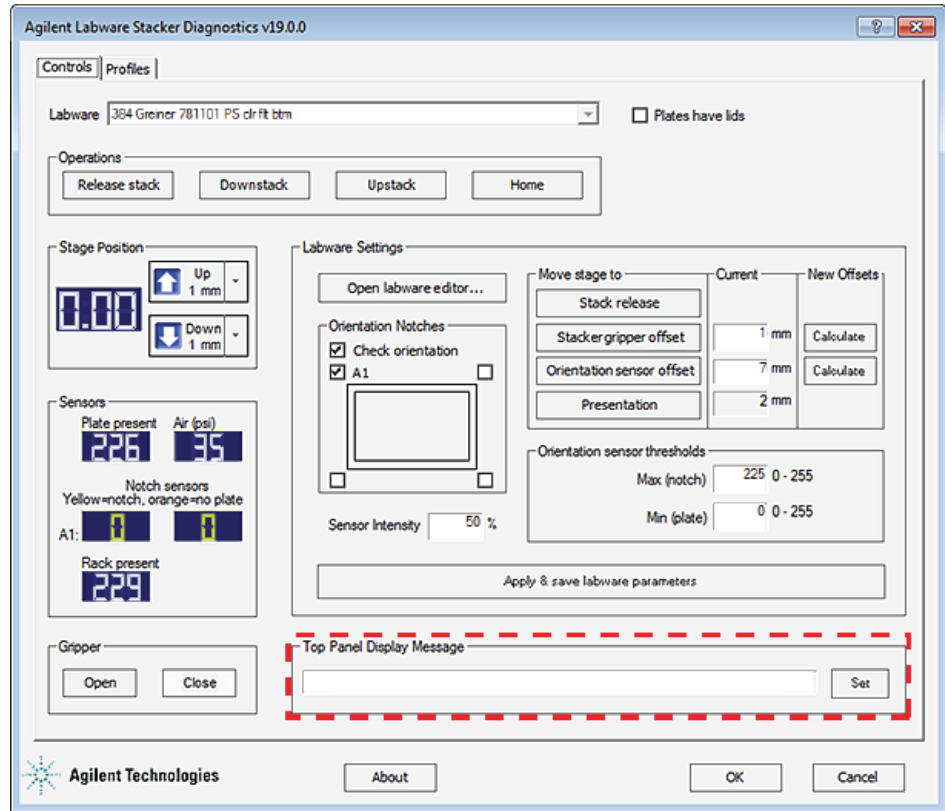 Agilent Labware Stacker Diagnostics v19.0.0
Controls Profiles
Labware 384 Greiner 781101 PS clr flt btm Plates have lids
Operations
Release stack Downstack Upstack Home
Stage Position
0.00
Up
1 mm
Down
1 mm
Sensors
Plate present Air (psi)
226 35
Notch sensors
Yellow=notch, orange=no plate
A1: 0 0
Rack present
229
Gripper
Open Close
Labware Settings
Open labware editor...
Orientation Notches
Check orientation
A1
Sensor Intensity 50 %
Move stage to Current New Offsets
Stack release
Stacker gripper offset 1 mm Calculate
Orientation sensor offset 7 mm Calculate
Presentation 2 mm
Orientation sensor thresholds
Max (notch) 225 0 - 255
Min (plate) 0 0 - 255
Apply & save labware parameters
Top Panel Display Message
Set
Agilent Technologies
About OK Cancel